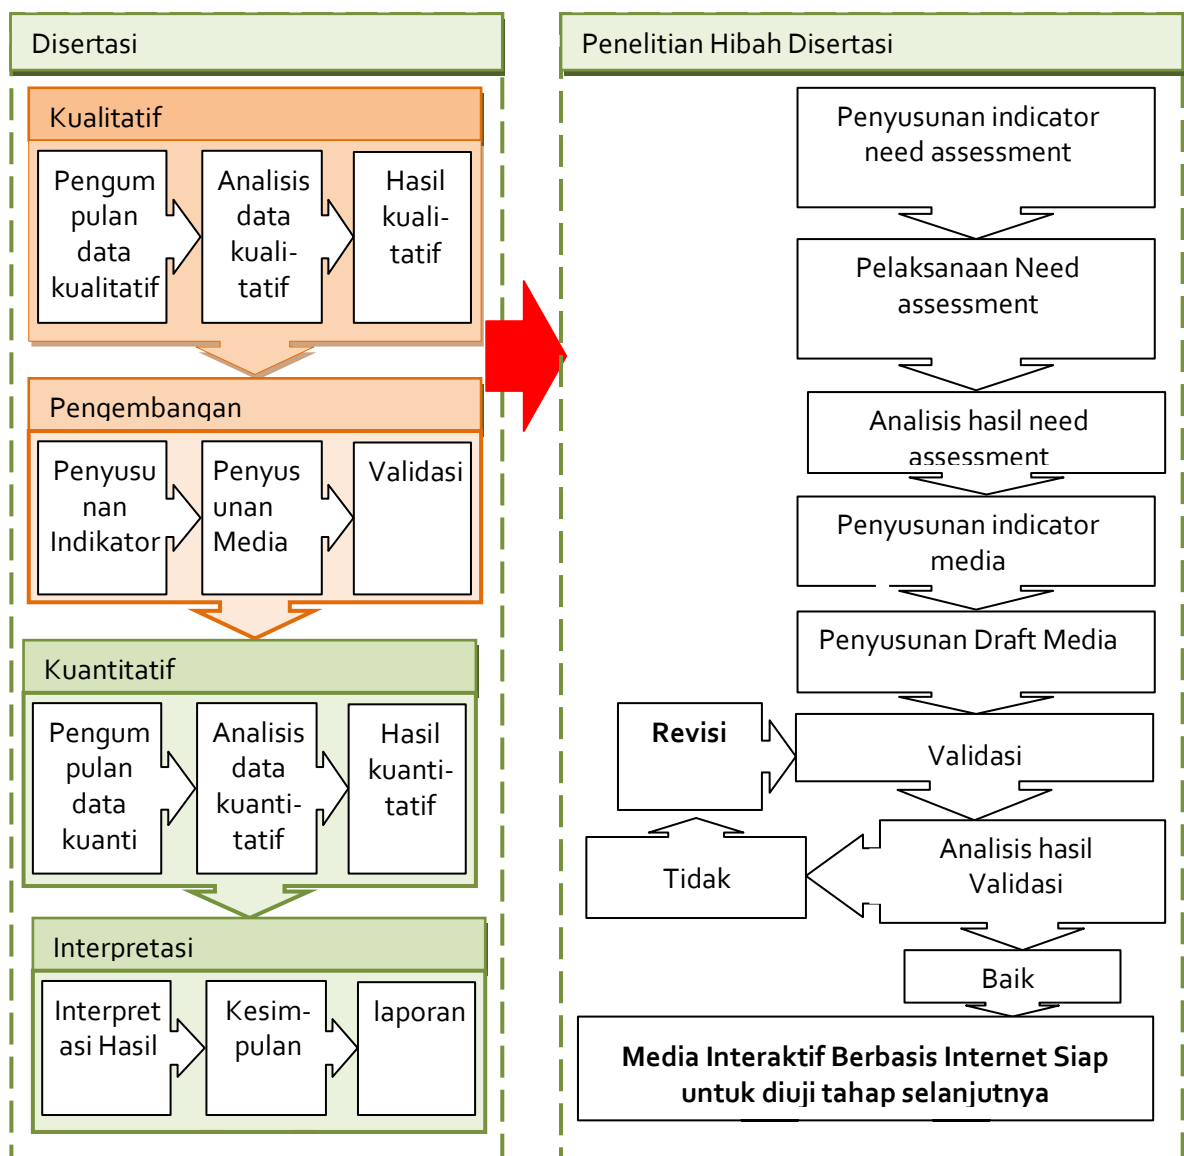 Disertasi
Kualitatif
Pengum
pulan
data
kualitatif
Analisis
data
kuali-
tatif
Hasil
kuali-
tatif
Pengembangan
Penyusu
nan
Indikator
Penyus
unan
Media
Validasi
Kuantitatif
Pengum
pulan
data
kuanti
Analisis
data
kuanti-
tatif
Hasil
kuanti-
tatif
Interpretasi
Interpret
asi Hasil
Kesim-
pulan
laporan
Penelitian Hibah Disertasi
Penyusunan indicator
need assessment
Pelaksanaan Need
assessment
Analisis hasil need
assessment
Penyusunan indicator
media
Penyusunan Draft Media
Revisi
Validasi
Tidak
Analisis hasil
Validasi
Baik
Media Interaktif Berbasis Internet Siap
untuk diuji tahap selanjutnya